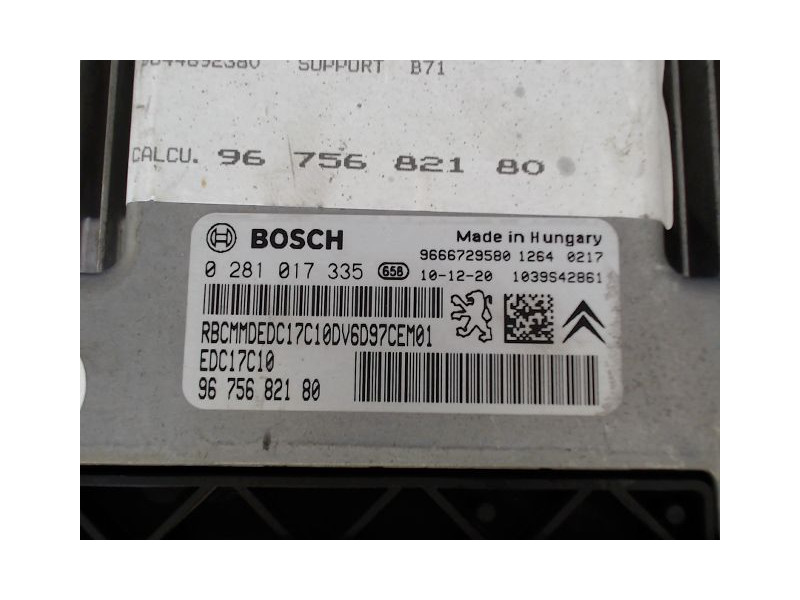 SUPPORT B71
CALCU. 96 756 821 80
BOSCH
Made in Hungary
9666729580 1264 0217
0 281 017 335 658
10-12-20 1039S42861
RBCMMDEDC17C10DV6D97CEM01
EDC17C10
96 756 821 80